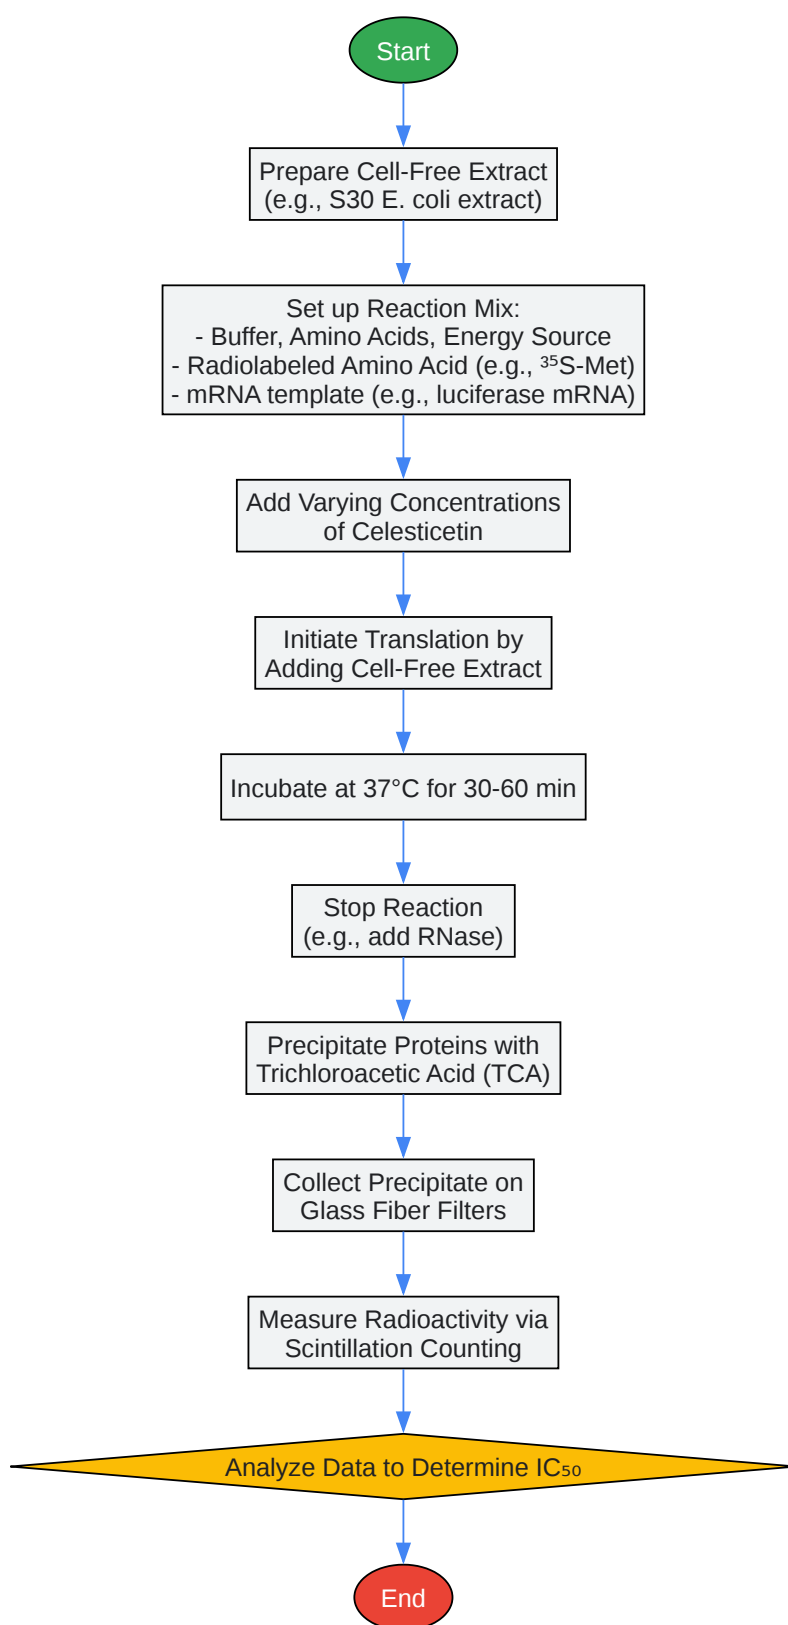 Start
Prepare Cell-Free Extract
(e.g., S30 E. coli extract)
Set up Reaction Mix:
- Buffer, Amino Acids, Energy Source
- Radiolabeled Amino Acid (e.g., ³⁵S-Met)
- mRNA template (e.g., luciferase mRNA)
Add Varying Concentrations
of Celesticetin
Initiate Translation by
Adding Cell-Free Extract
Incubate at 37°C for 30-60 min
Stop Reaction
(e.g., add RNase)
Precipitate Proteins with
Trichloroacetic Acid (TCA)
Collect Precipitate on
Glass Fiber Filters
Measure Radioactivity via
Scintillation Counting
Analyze Data to Determine IC₅₀
End